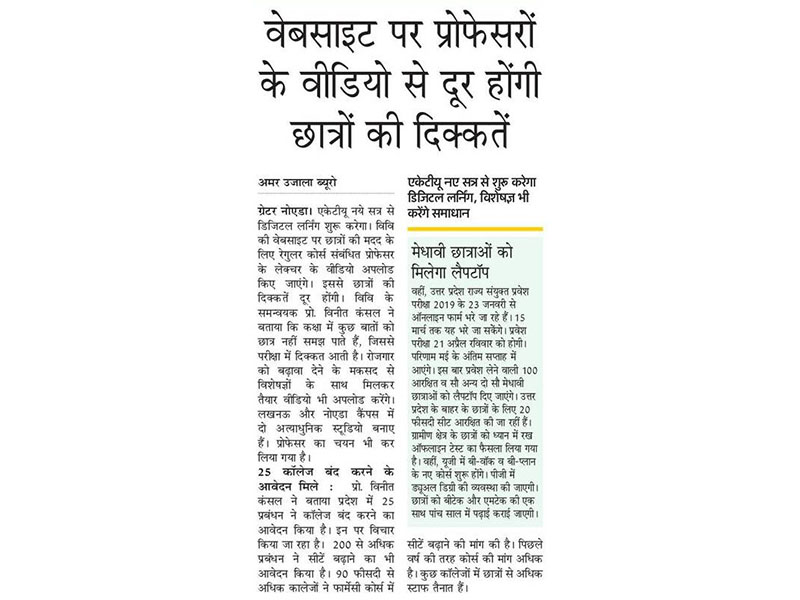 वेबसाइट पर प्रोफेसरों
के वीडियो से दूर होंगी
छात्रों की दिक्कतें
अमर उजाला ब्यूरो
ग्रेटर नोएडा। एकेटीयू नये सत्र से
डिजिटल लर्निंग शुरू करेगा। विवि
की वेबसाइट पर छात्रों की मदद के
लिए रेगुलर कोर्स संबंधित प्रोफेसर
के लेक्चर के वीडियो अपलोड
किए जाएंगे। इससे छात्रों की
दिक्कतें दूर होंगी। विवि के
समन्वयक प्रो. विनीत कंसल ने
बताया कि कक्षा में कुछ बातों को
छात्र नहीं समझ पाते हैं, जिससे
परीक्षा में दिक्कत आती है। रोजगार
को बढ़ावा देने के मकसद से
विशेषज्ञों के साथ मिलकर
तैयार वीडियो भी अपलोड करेंगे।
लखनऊ और नोएडा कैंपस में
दो अत्याधुनिक स्टूडियो बनाए
हैं। प्रोफेसर का चयन भी कर
लिया गया है।
25 कॉलेज बंद करने के
आवेदन मिले : प्रो. विनीत
कंसल ने बताया प्रदेश में 25
प्रबंधन ने कॉलेज बंद करने का
आवेदन किया है। इन पर विचार
किया जा रहा है। 200 से अधिक
प्रबंधन ने सीटें बढ़ाने का भी
आवेदन किया है। 90 फीसदी से
अधिक कालेजों ने फार्मेसी कोर्स में
एकेटीयू नए सत्र से शुरू करेगा
डिजिटल लर्निंग, विशेषज्ञ भी
करेंगे समाधान
मेधावी छात्राओं को
मिलेगा लैपटॉप
वहीं, उत्तर प्रदेश राज्य संयुक्त प्रवेश
परीक्षा 2019 के 23 जनवरी से
ऑनलाइन फार्म भरे जा रहे हैं। 15
मार्च तक यह भरे जा सकेंगे। प्रवेश
परीक्षा 21 अप्रैल रविवार को होगी।
परिणाम मई के अंतिम सप्ताह में
आएंगे। इस बार प्रवेश लेने वाली 100
आरक्षित व सौ अन्य दो सौ मेधावी
छात्राओं को लैपटॉप दिए जाएंगे। उत्तर
प्रदेश के बाहर के छात्रों के लिए 20
फीसदी सीट आरक्षित की जा रहीं हैं।
ग्रामीण क्षेत्र के छात्रों को ध्यान में रख
ऑफलाइन टेस्ट का फैसला लिया गया
है। वहीं, यूजी में बी-वॉक व बी-प्लान
के नए कोर्स शुरू होंगे। पीजी में
ड्यूअल डिग्री की व्यवस्था की जाएगी।
छात्रों को बीटेक और एमटेक की एक
साथ पांच साल में पढ़ाई कराई जाएगी।
सीटें बढ़ाने की मांग की है। पिछले
वर्ष की तरह कोर्स की मांग अधिक
है। कुछ कॉलेजों में छात्रों से अधिक
स्टाफ तैनात हैं।